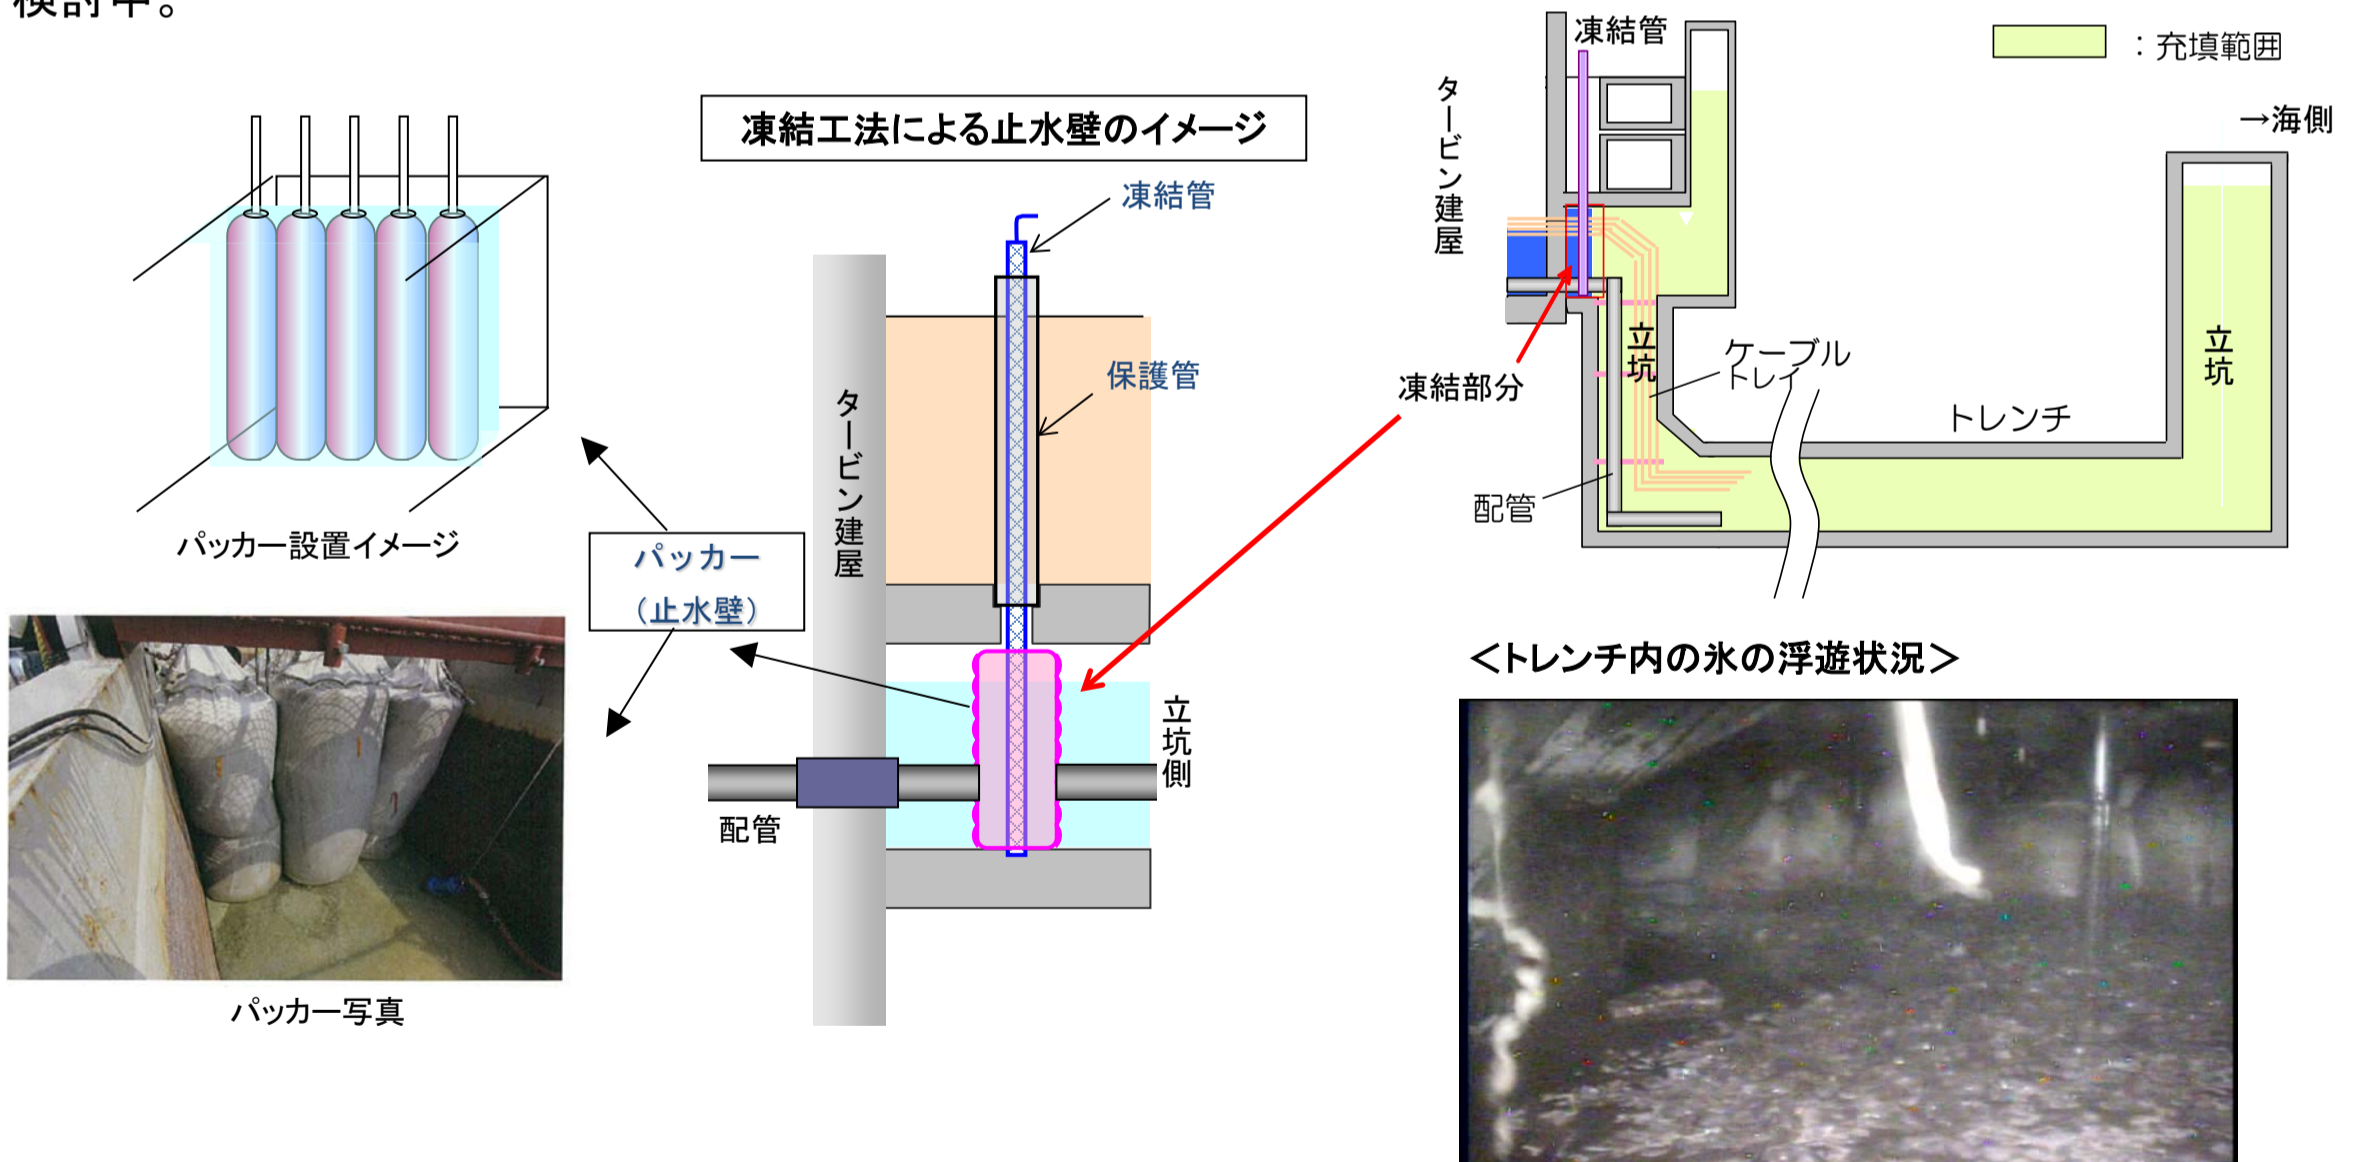 検討中。
凍結工法による止水壁のイメージ
凍結管
保護管
タービン建屋
配管
立坑側
パッカー
（止水壁）
パッカー設置イメージ
パッカー写真
凍結管
タービン建屋
：充填範囲
→海側
凍結部分
立坑
ケーブル
トレイ
トレンチ
配管
立坑
＜トレンチ内の氷の浮遊状況＞